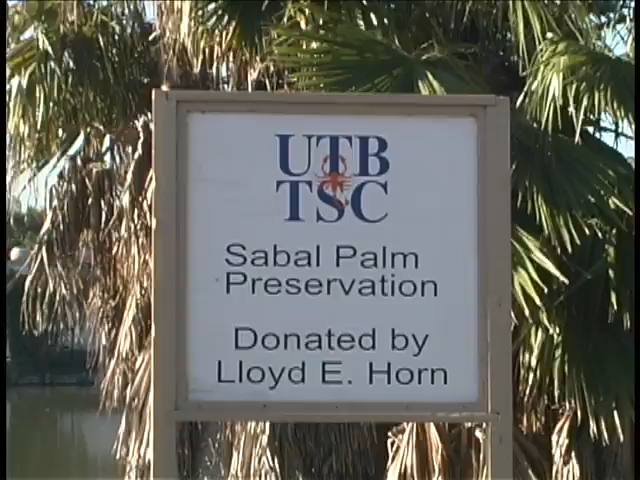 UTB
TSC
Sabal Palm
Preservation
Donated by
Lloyd E. Horn